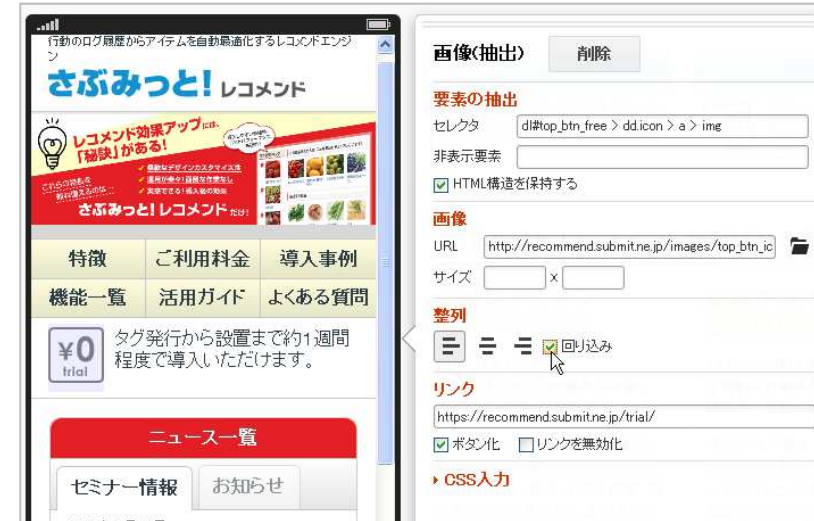 行動のログ履歴からアイテムを自動最適化するレコメンドエンジ
ン
さぶみっと! レコメンド
レコメンド効果アップには、
「秘訣」がある!
さぶみっと!レコメンドだけ!
特徴
ご利用料金
導入事例
機能一覧
活用ガイド
よくある質問
¥0
trial
タグ発行から設置まで約1週間
程度で導入いただけます。
ニュース一覧
セミナー情報
お知らせ
画像(抽出)
削除
要素の抽出
セレクタ dl#top_btn_free > dd.icon > a > img
非表示要素
HTML構造を保持する
画像
URL http://recommend.submit.ne.jp/images/top_btn_ic
サイズ x
整列
回り込み
リンク
https://recommend.submit.ne.jp/trial/
ボタン化 リンクを無効化
CSS入力